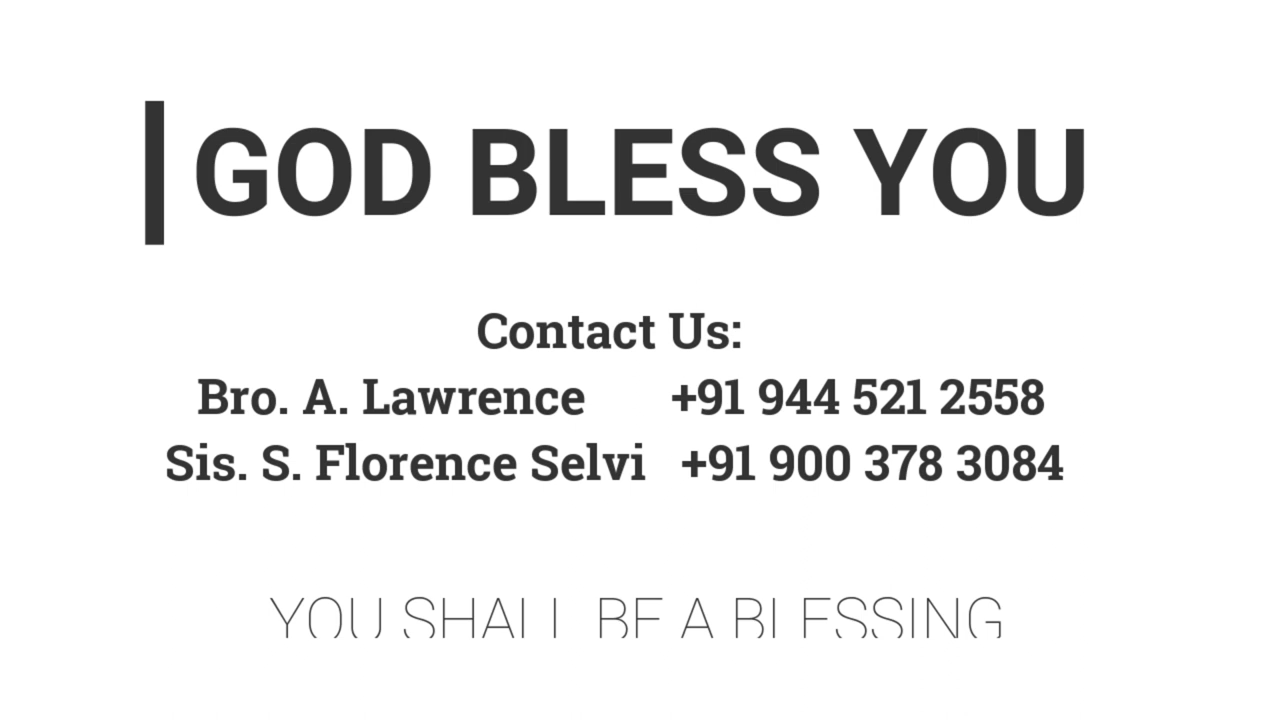 GOD BLESS YOU
Contact Us:
Bro. A. Lawrence +91 944 521 2558
Sis. S. Florence Selvi +91 900 378 3084
YOU SHALL BE A BLESSING